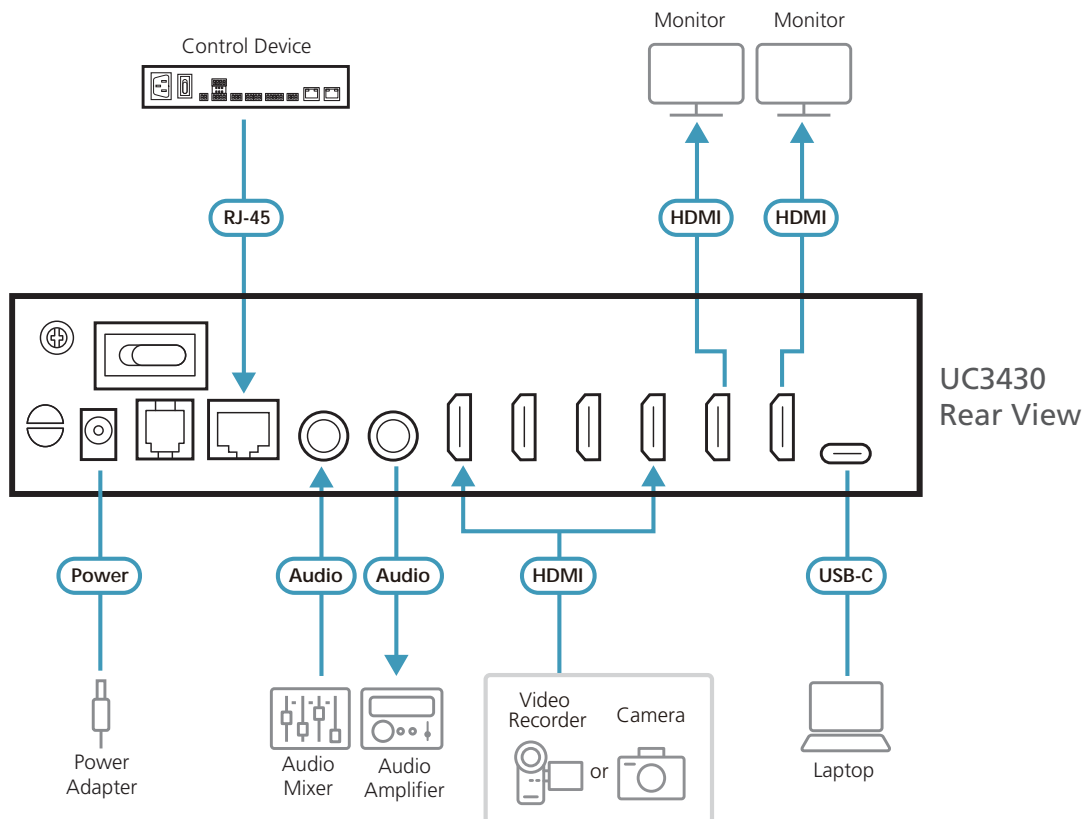 Monitor
Monitor
Control Device
RJ-45
HDMI
HDMI
UC3430
Rear View
Power
Audio
Audio
HDMI
USB-C
Power
Adapter
Audio
Mixer
Audio
Amplifier
Video
Recorder
or
Camera
Laptop